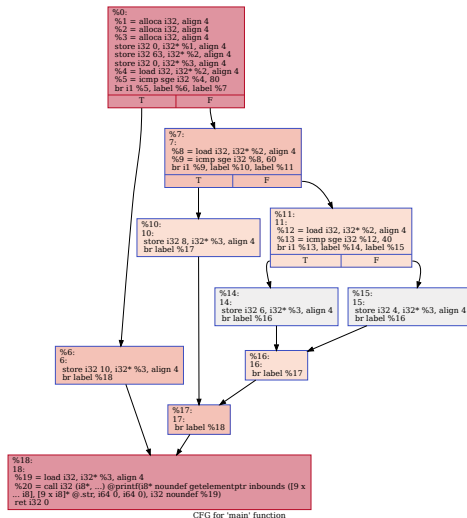 %0:
%1 = alloca i32, align 4
%2 = alloca i32, align 4
%3 = alloca i32, align 4
store i32 0, i32* %1, align 4
store i32 63, i32* %2, align 4
store i32 0, i32* %3, align 4
%4 = load i32, i32* %2, align 4
%5 = icmp sge i32 %4, 80
br i1 %5, label %6, label %7
T F
%7:
7:
%8 = load i32, i32* %2, align 4
%9 = icmp sge i32 %8, 60
br i1 %9, label %10, label %11
T F
%10:
10:
store i32 8, i32* %3, align 4
br label %17
%11:
11:
%12 = load i32, i32* %2, align 4
%13 = icmp sge i32 %12, 40
br i1 %13, label %14, label %15
T F
%14:
14:
store i32 6, i32* %3, align 4
br label %16
%15:
15:
store i32 4, i32* %3, align 4
br label %16
%6:
6:
store i32 10, i32* %3, align 4
br label %18
%16:
16:
br label %17
%17:
17:
br label %18
%18:
18:
%19 = load i32, i32* %3, align 4
%20 = call i32 (i8*, ...) @printf(i8* noundef getelementptr inbounds ([9 x
... i8], [9 x i8]* @.str, i64 0, i64 0), i32 noundef %19)
ret i32 0
CFG for 'main' function